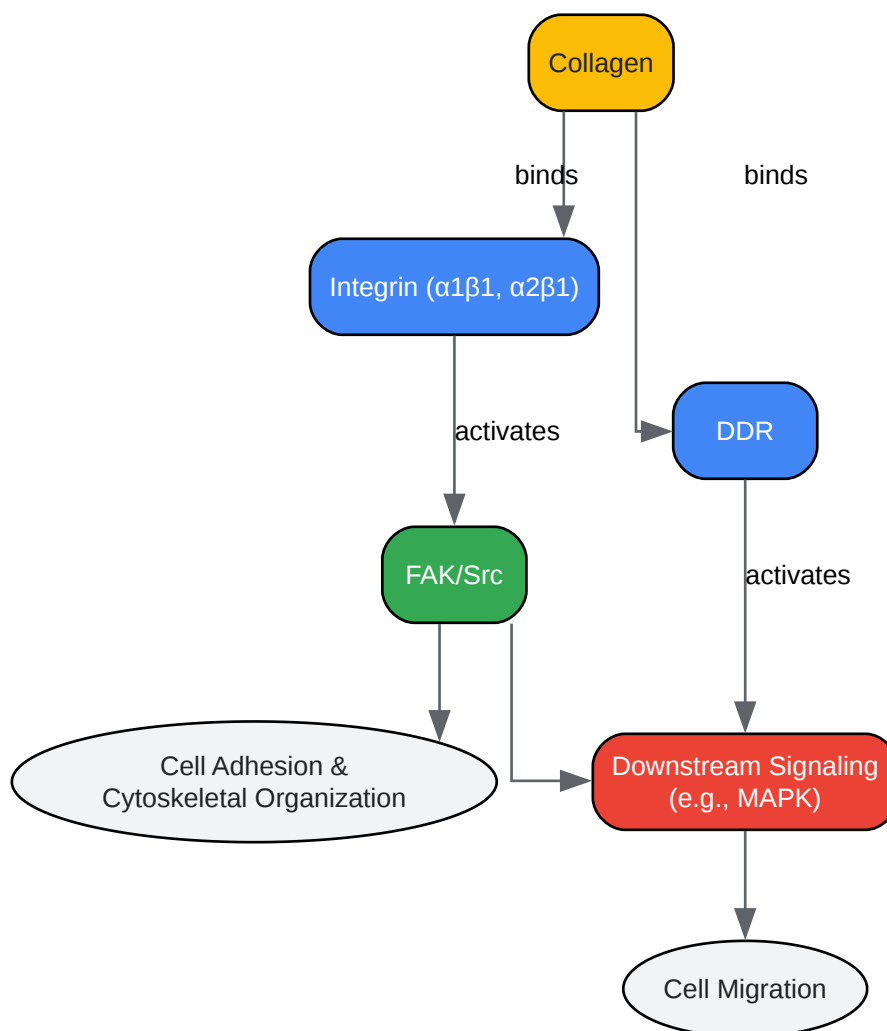 Collagen
binds
binds
Integrin (α1β1, α2β1)
activates
DDR
FAK/Src
activates
Cell Adhesion &
Cytoskeletal Organization
Downstream Signaling
(e.g., MAPK)
Cell Migration